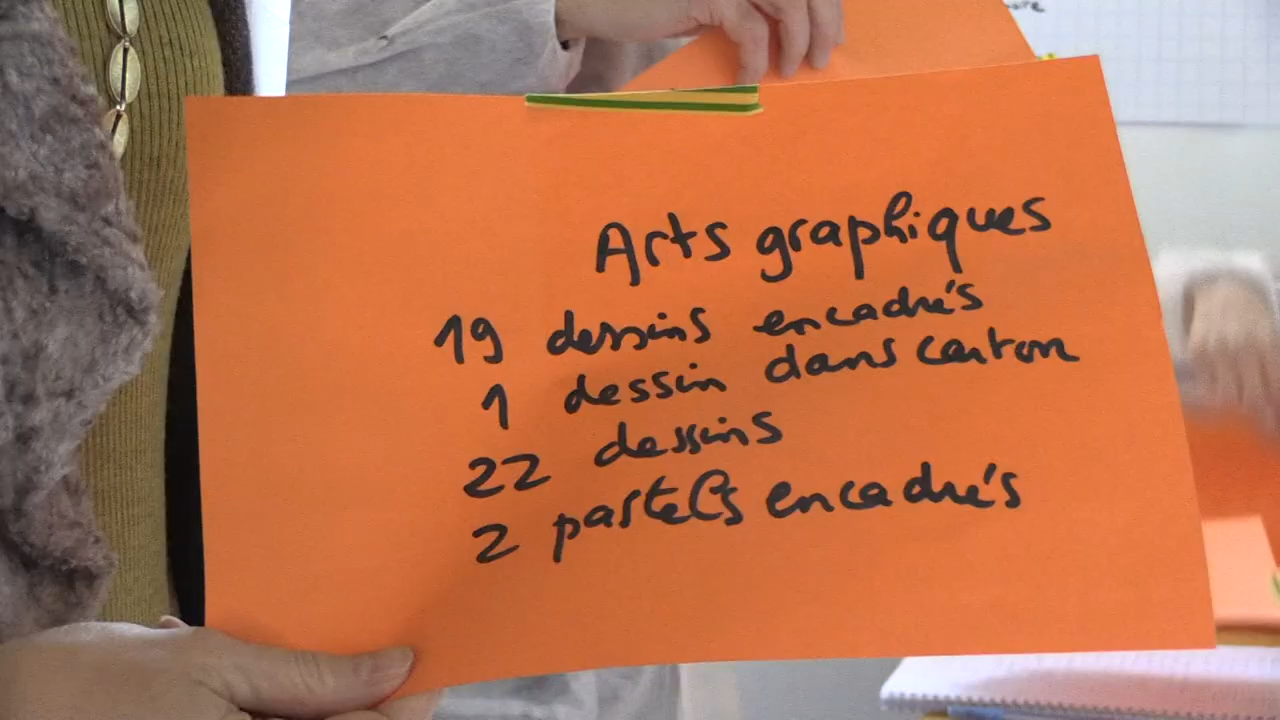 Arts graphiques
19 dessins encadrés
1 dessin dans carton
22 dessins
2 pastels encadrés